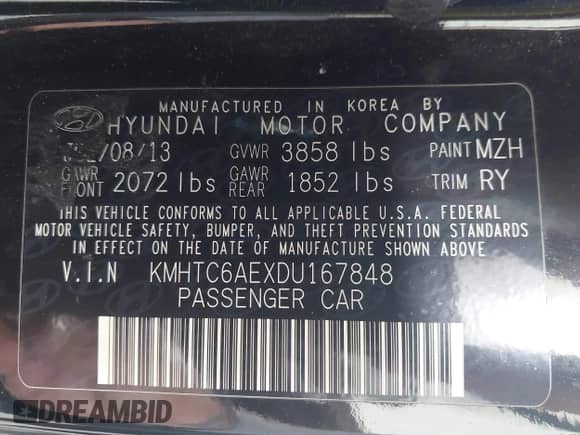 MANUFACTURED IN KOREA BY
HYUNDAI MOTOR COMPANY
/08/13 GVWR 3858 lbs PAINT MZH
GAWR FRONT 2072 lbs GAWR REAR 1852 lbs TRIM RY
THIS VEHICLE CONFORMS TO ALL APPLICABLE U.S.A. FEDERAL
MOTOR VEHICLE SAFETY, BUMPER, AND THEFT PREVENTION STANDARDS
IN EFFECT ON THE DATE OF MANUFACTURE SHOWN ABOVE
V.I.N KMHTC6AEXDU167848
PASSENGER CAR
DREAMBID